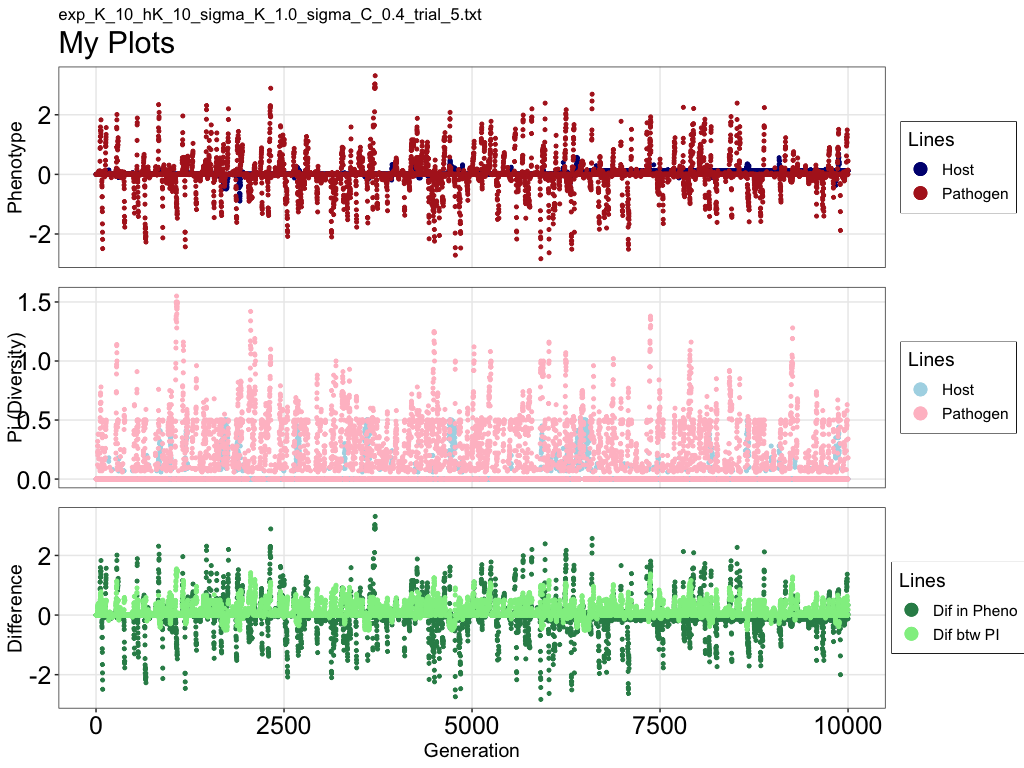 exp_K_10_hK_10_sigma_K_1.0_sigma_C_0.4_trial_5.txt
My Plots
Phenotype
2
0
-2
Lines
Host
Pathogen
Pi (Diversity)
1.5
1.0
0.5
0.0
Lines
Host
Pathogen
Difference
2
0
-2
Lines
Dif in Pheno
Dif btw PI
0 2500 5000 7500 10000
Generation